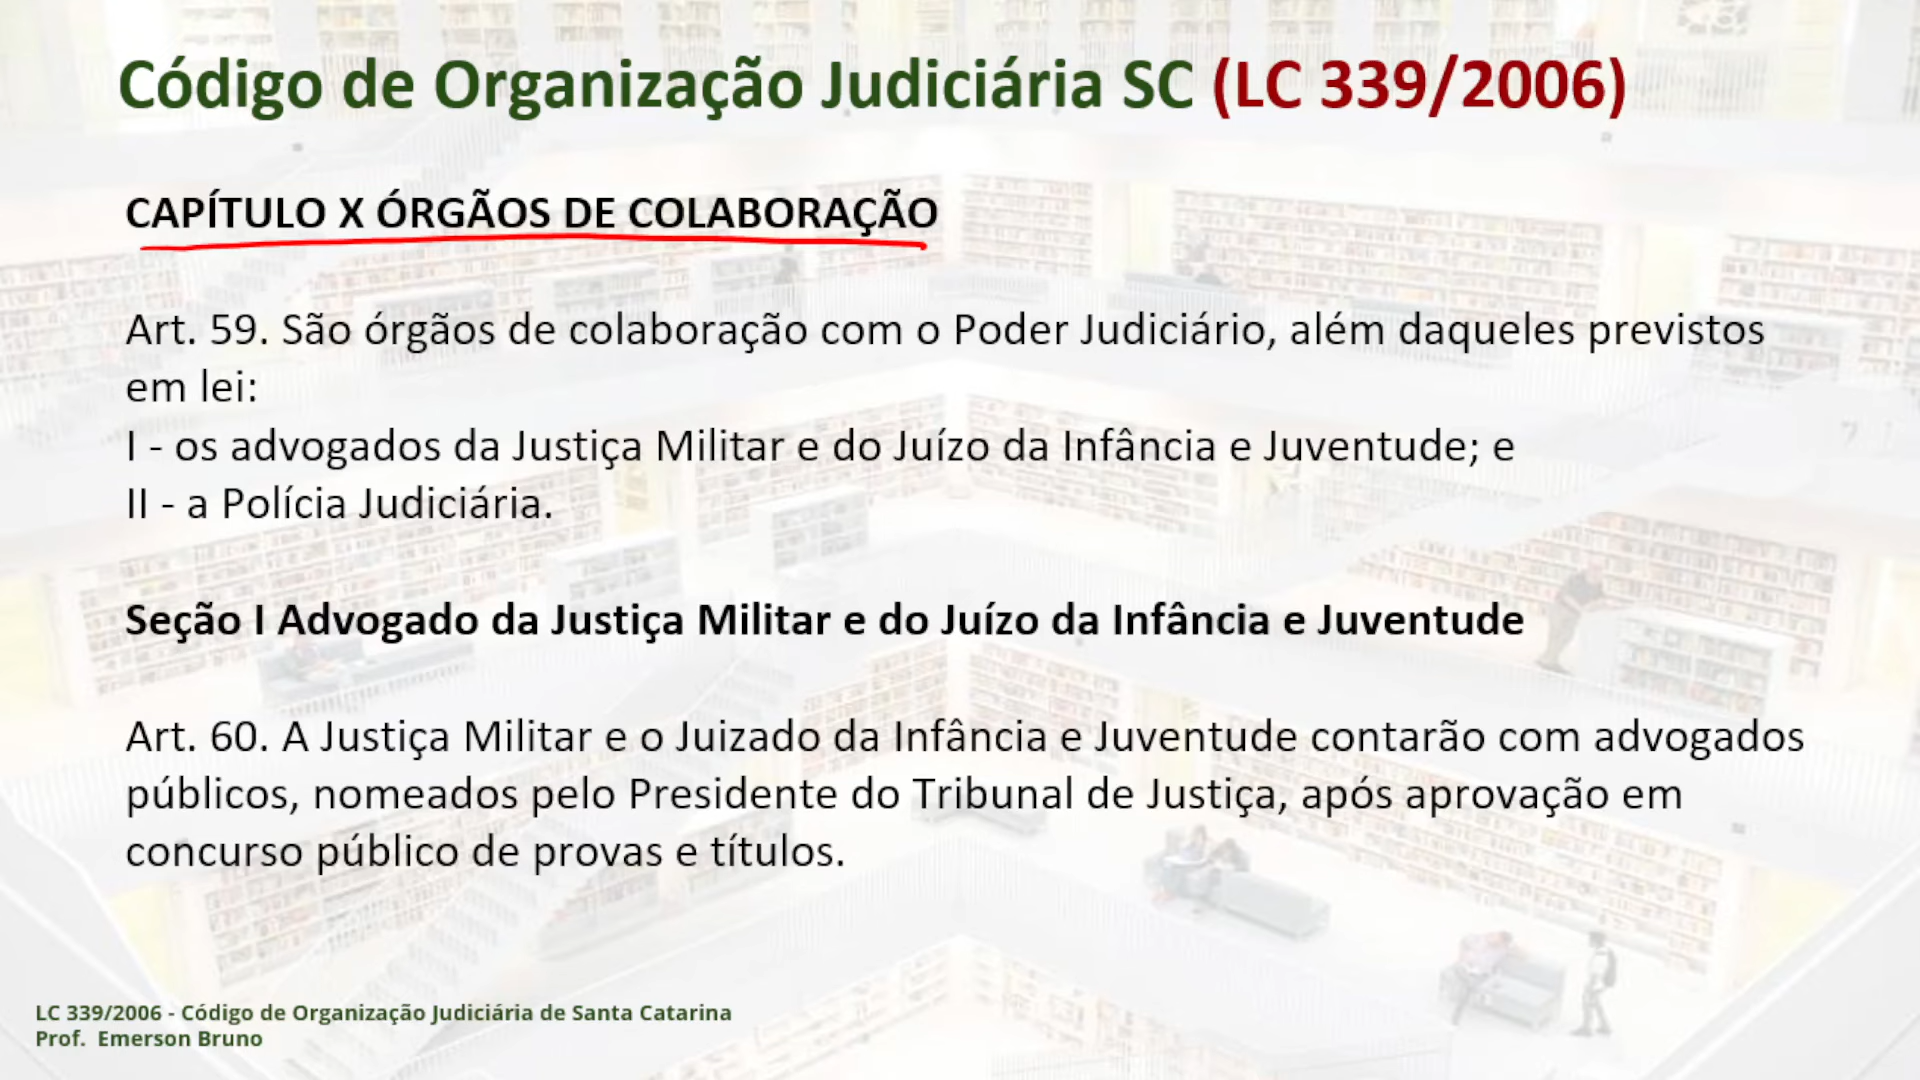 Código de Organização Judiciária SC (LC 339/2006)
CAPÍTULO X ÓRGÃOS DE COLABORAÇÃO
Art. 59. São órgãos de colaboração com o Poder Judiciário, além daqueles previstos
em lei:
I - os advogados da Justiça Militar e do Juízo da Infância e Juventude; e
II - a Polícia Judiciária.
Seção I Advogado da Justiça Militar e do Juízo da Infância e Juventude
Art. 60. A Justiça Militar e o Juizado da Infância e Juventude contarão com advogados
públicos, nomeados pelo Presidente do Tribunal de Justiça, após aprovação em
concurso público de provas e títulos.
LC 339/2006 - Código de Organização Judiciária de Santa Catarina
Prof. Emerson Bruno